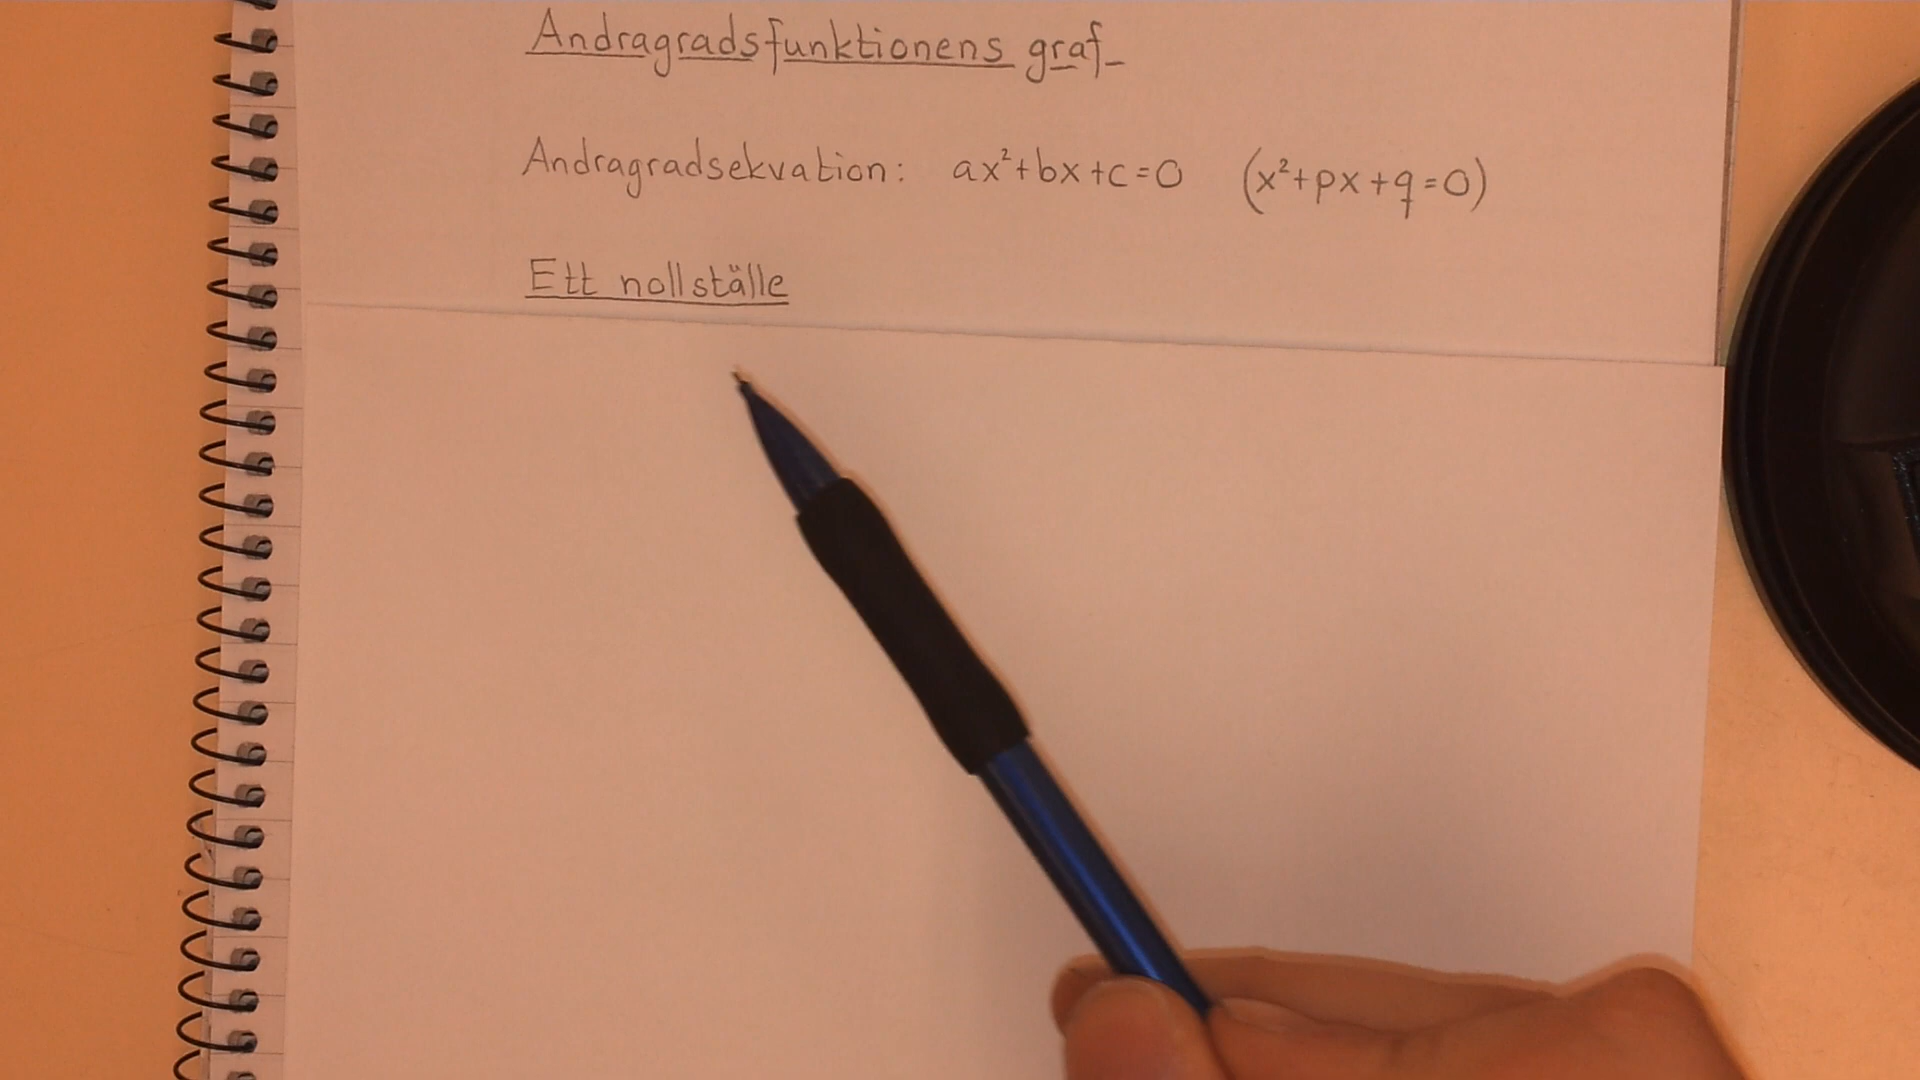 Andragradsfunktionens graf
Andragradsekvation: ax²+bx+c=0 (x²+px+q=0)
Ett nollställe